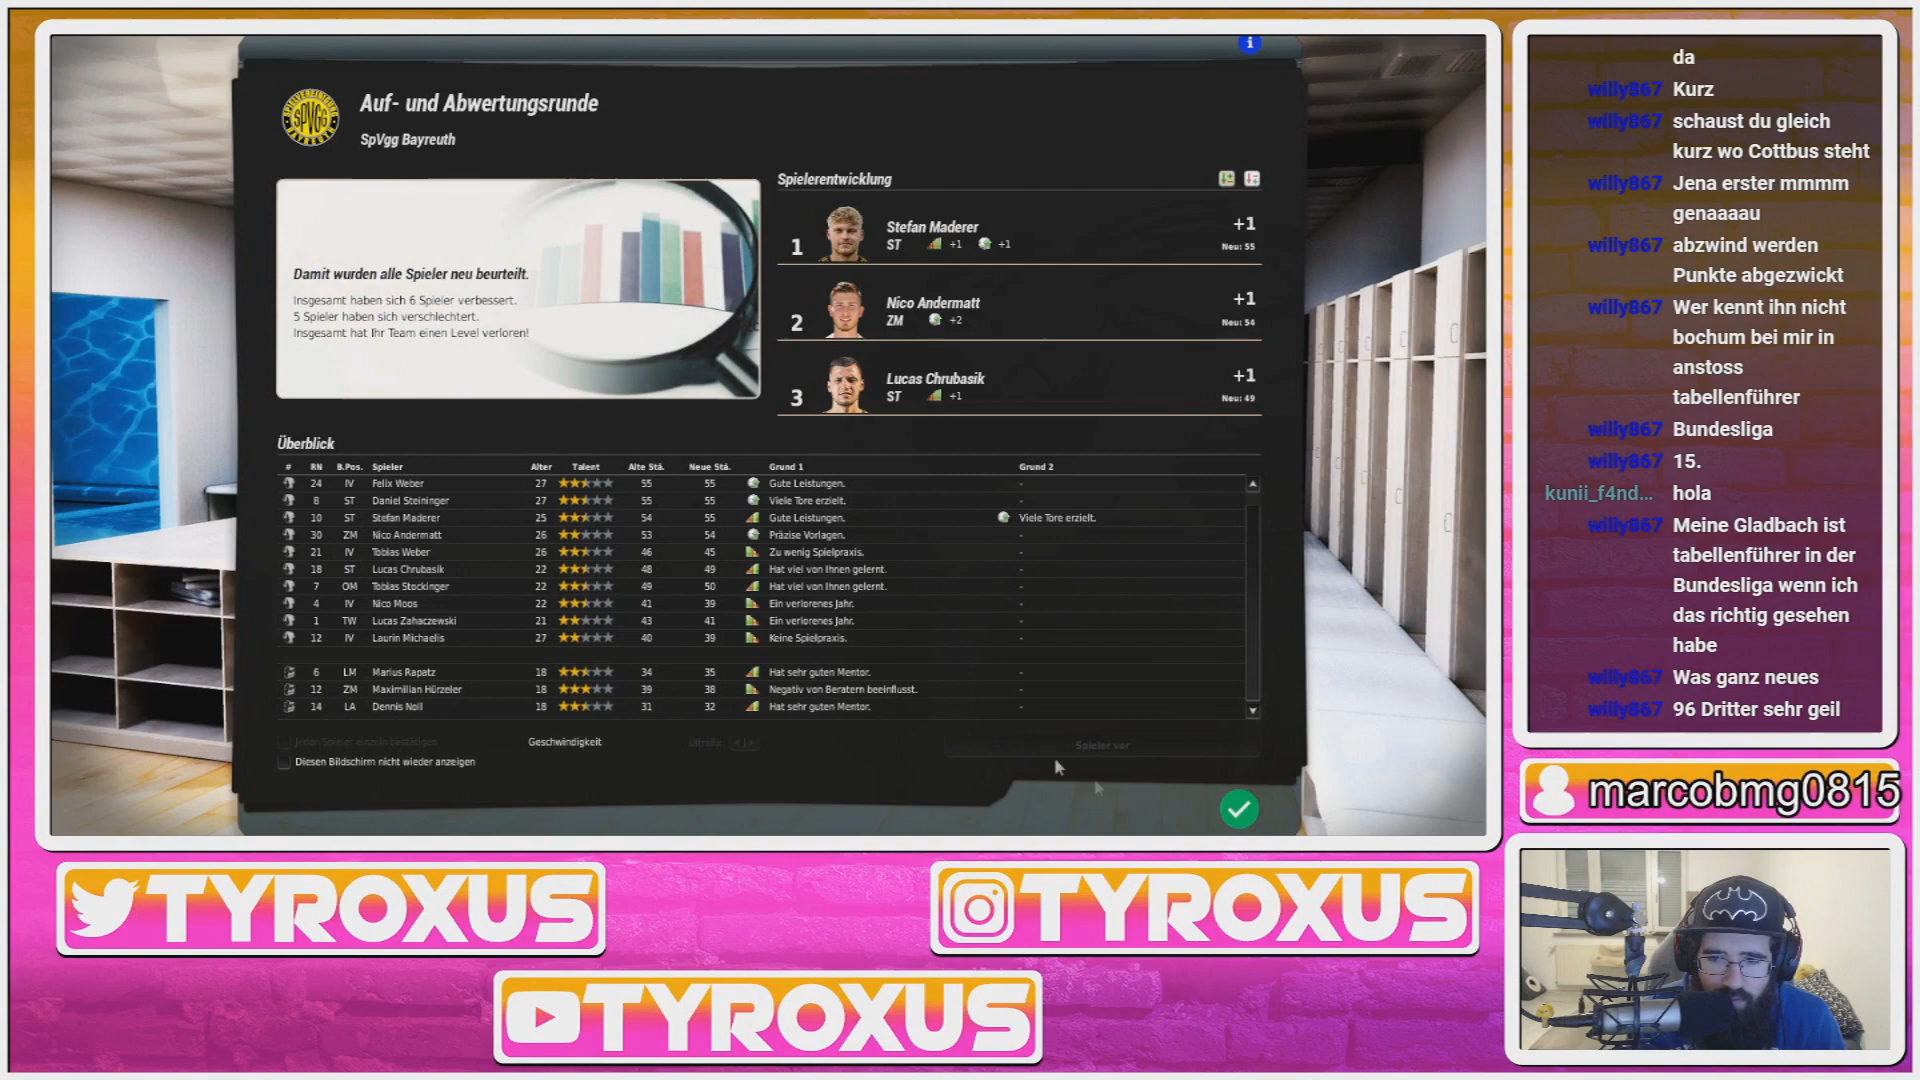 Auf- und Abwertungsrunde
SpVgg Bayreuth
SPIELVEREINIGUNG
SPVGG
BAYREUTH
Damit wurden alle Spieler neu beurteilt.
Insgesamt haben sich 6 Spieler verbessert.
5 Spieler haben sich verschlechtert.
Insgesamt hat Ihr Team einen Level verloren!
Spielerentwicklung
1 Stefan Maderer +1
ST +1 +1 Neu: 55
2 Nico Andermatt +1
ZM +2 Neu: 54
3 Lucas Chrubasik +1
ST +1 Neu: 49
Überblick
# RN B.Pos. Spieler Alter Talent Alte Stä. Neue Stä. Grund 1 Grund 2
24 IV Felix Weber 27 55 55 Gute Leistungen. -
8 ST Daniel Steininger 27 55 55 Viele Tore erzielt. -
10 ST Stefan Maderer 25 54 55 Gute Leistungen. Viele Tore erzielt.
30 ZM Nico Andermatt 26 53 54 Präzise Vorlagen. -
21 IV Tobias Weber 26 46 45 Zu wenig Spielpraxis. -
18 ST Lucas Chrubasik 22 48 49 Hat viel von Ihnen gelernt. -
7 OM Tobias Stockinger 22 49 50 Hat viel von Ihnen gelernt. -
4 IV Nico Moos 22 41 39 Ein verlorenes Jahr. -
1 TW Lucas Zahaczewski 21 43 41 Ein verlorenes Jahr. -
12 IV Laurin Michaelis 27 40 39 Keine Spielpraxis. -
6 LM Marius Rapatz 18 34 35 Hat sehr guten Mentor. -
12 ZM Maximilian Hürzeler 18 39 38 Negativ von Beratern beeinflusst. -
14 LA Dennis Noll 18 31 32 Hat sehr guten Mentor. -
Jeden Spieler einzeln bestätigen Geschwindigkeit ultrafix Spieler vor
Diesen Bildschirm nicht wieder anzeigen
da
willy867 Kurz
willy867 schaust du gleich
kurz wo Cottbus steht
willy867 Jena erster mmmm
genaaaau
willy867 abzwind werden
Punkte abgezwickt
willy867 Wer kennt ihn nicht
bochum bei mir in
anstoss
tabellenführer
willy867 Bundesliga
willy867 15.
kunii_f4nd... hola
willy867 Meine Gladbach ist
tabellenführer in der
Bundesliga wenn ich
das richtig gesehen
habe
willy867 Was ganz neues
willy867 96 Dritter sehr geil
marcobmg0815
TYROXUS
TYROXUS
TYROXUS